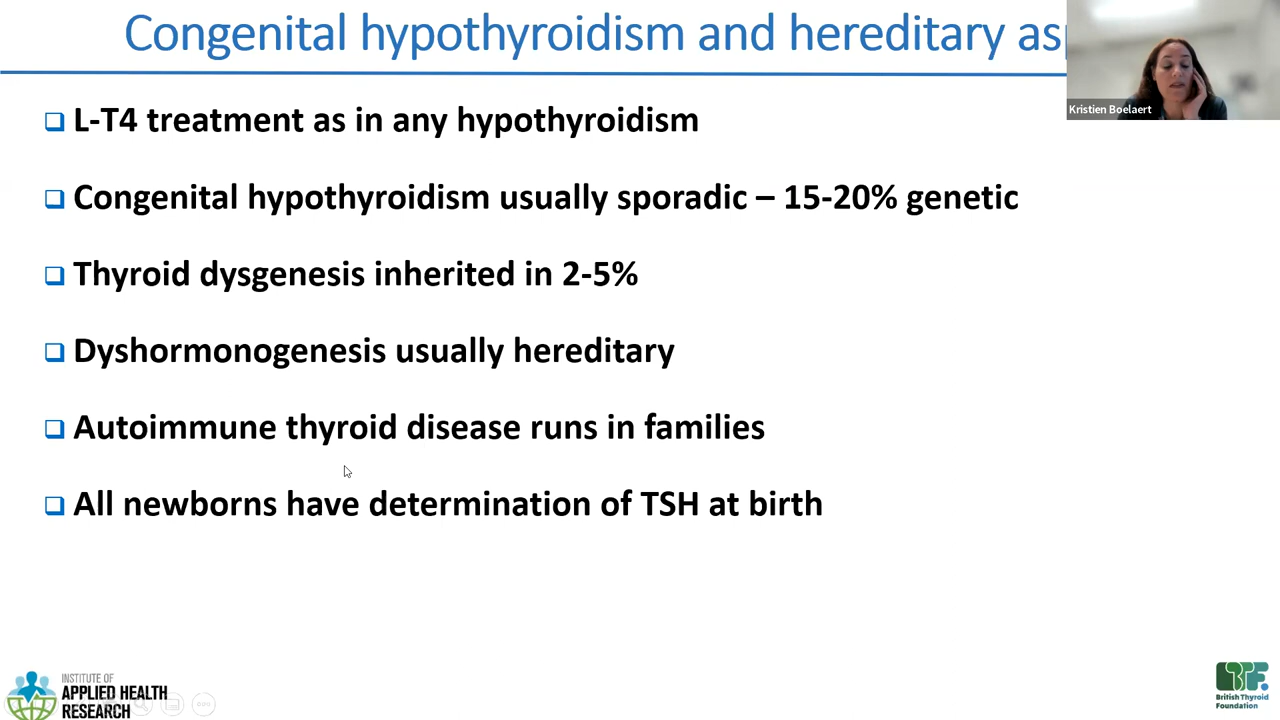 Congenital hypothyroidism and hereditary as
Kristien Boelaert
L-T4 treatment as in any hypothyroidism
Congenital hypothyroidism usually sporadic – 15-20% genetic
Thyroid dysgenesis inherited in 2-5%
Dyshormonogenesis usually hereditary
Autoimmune thyroid disease runs in families
All newborns have determination of TSH at birth
INSTITUTE OF
APPLIED HEALTH
RESEARCH
British Thyroid
Foundation